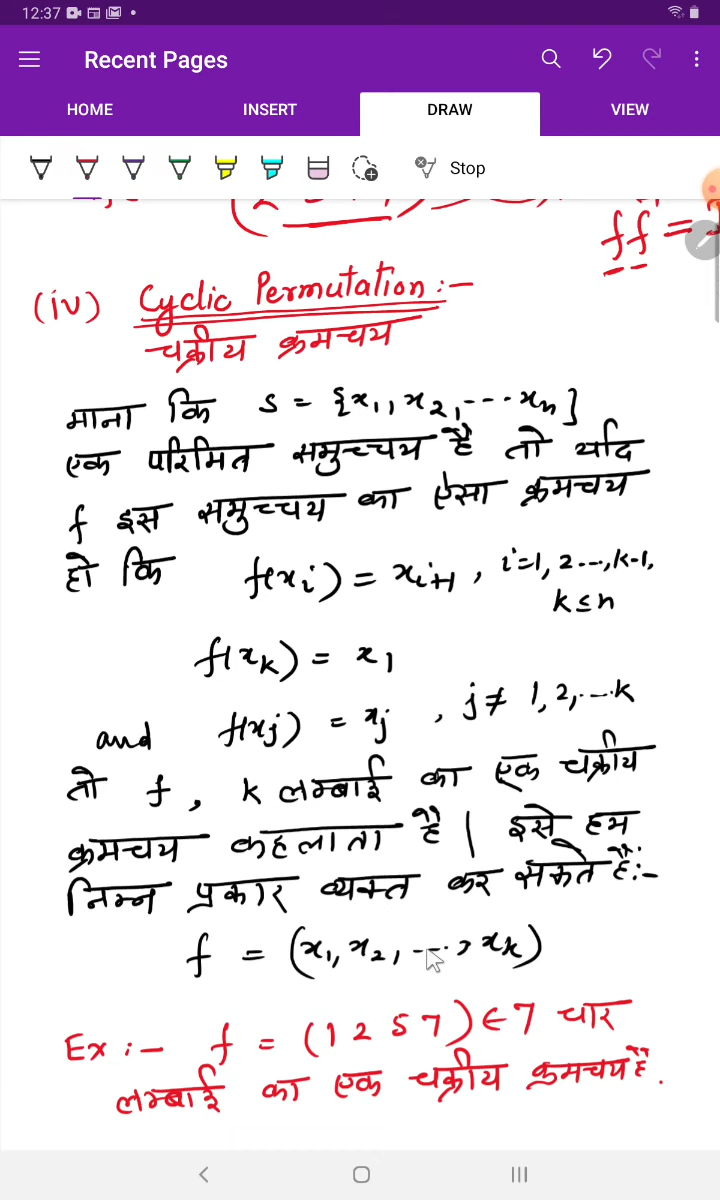 12:37
Recent Pages
HOME INSERT DRAW VIEW
Stop
ff =
(iv) Cyclic Permutation :-
चक्रीय क्रमचय
माना कि S = {x1, x2, --- xn}
एक परिमित समुच्चय है तो यदि
f इस समुच्चय का ऐसा क्रमचय
हो कि f(xi) = xi+1, i=1, 2---, k-1,
k ≤ n
f(xk) = x1
and f(xj) = xj, j ≠ 1, 2, --- k
तो f, k लम्बाई का एक चक्रीय
क्रमचय कहलाता है | इसे हम
निम्न प्रकार व्यक्त कर सकते हैं:-
f = (x1, x2, ---, xk)
Ex :- f = (1 2 5 7) ∈ 7 चार
लम्बाई का एक चक्रीय क्रमचय है.